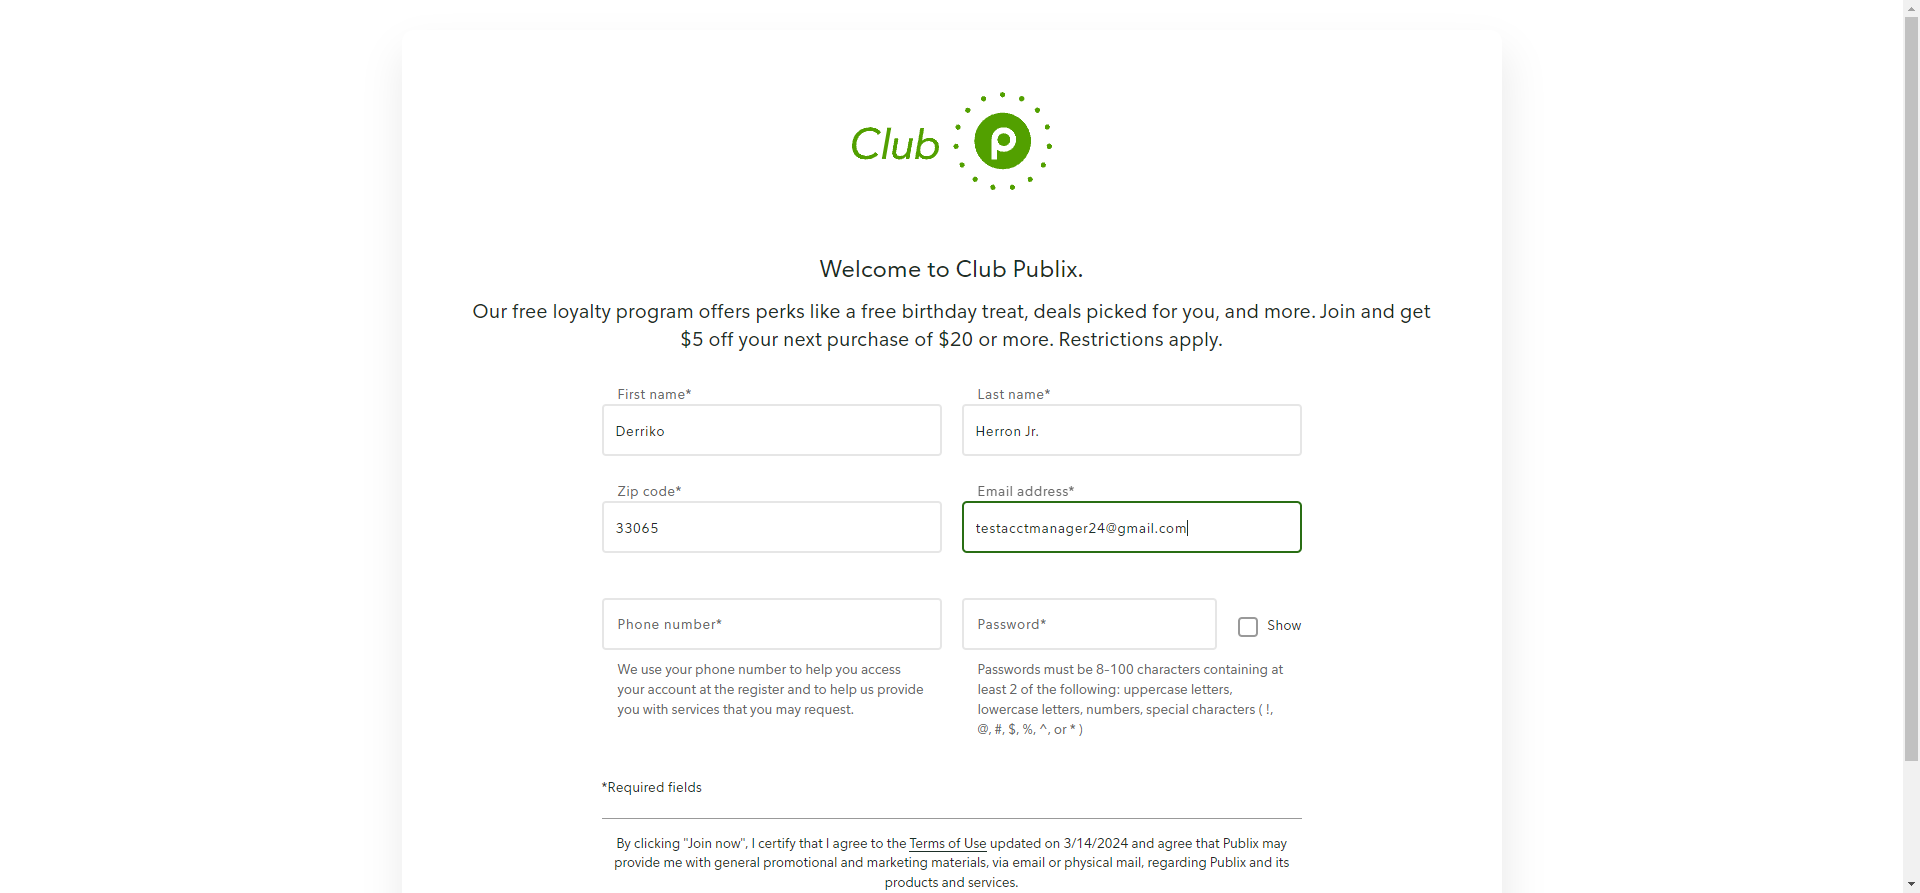 Club p
Welcome to Club Publix.
Our free loyalty program offers perks like a free birthday treat, deals picked for you, and more. Join and get
$5 off your next purchase of $20 or more. Restrictions apply.
First name*
Last name*
Derriko
Herron Jr.
Zip code*
Email address*
33065
testacctmanager24@gmail.com
Phone number*
Password*
Show
We use your phone number to help you access
your account at the register and to help us provide
you with services that you may request.
Passwords must be 8-100 characters containing at
least 2 of the following: uppercase letters,
lowercase letters, numbers, special characters ( !,
@, #, $, %, ^, or * )
*Required fields
By clicking "Join now", I certify that I agree to the Terms of Use updated on 3/14/2024 and agree that Publix may
provide me with general promotional and marketing materials, via email or physical mail, regarding Publix and its
products and services.